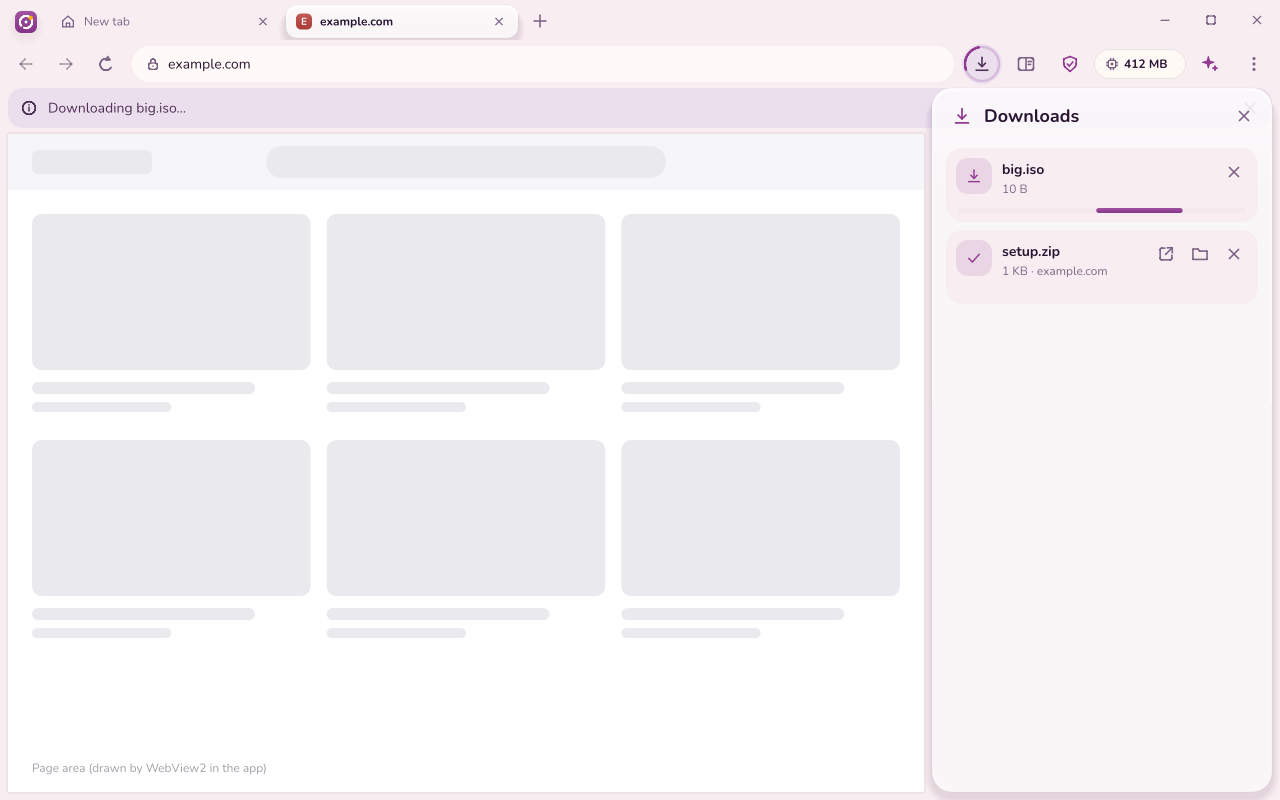 New tab
E example.com
example.com
412 MB
Downloading big.iso...
Downloads
big.iso
10 B
setup.zip
1 KB · example.com
Page area (drawn by WebView2 in the app)